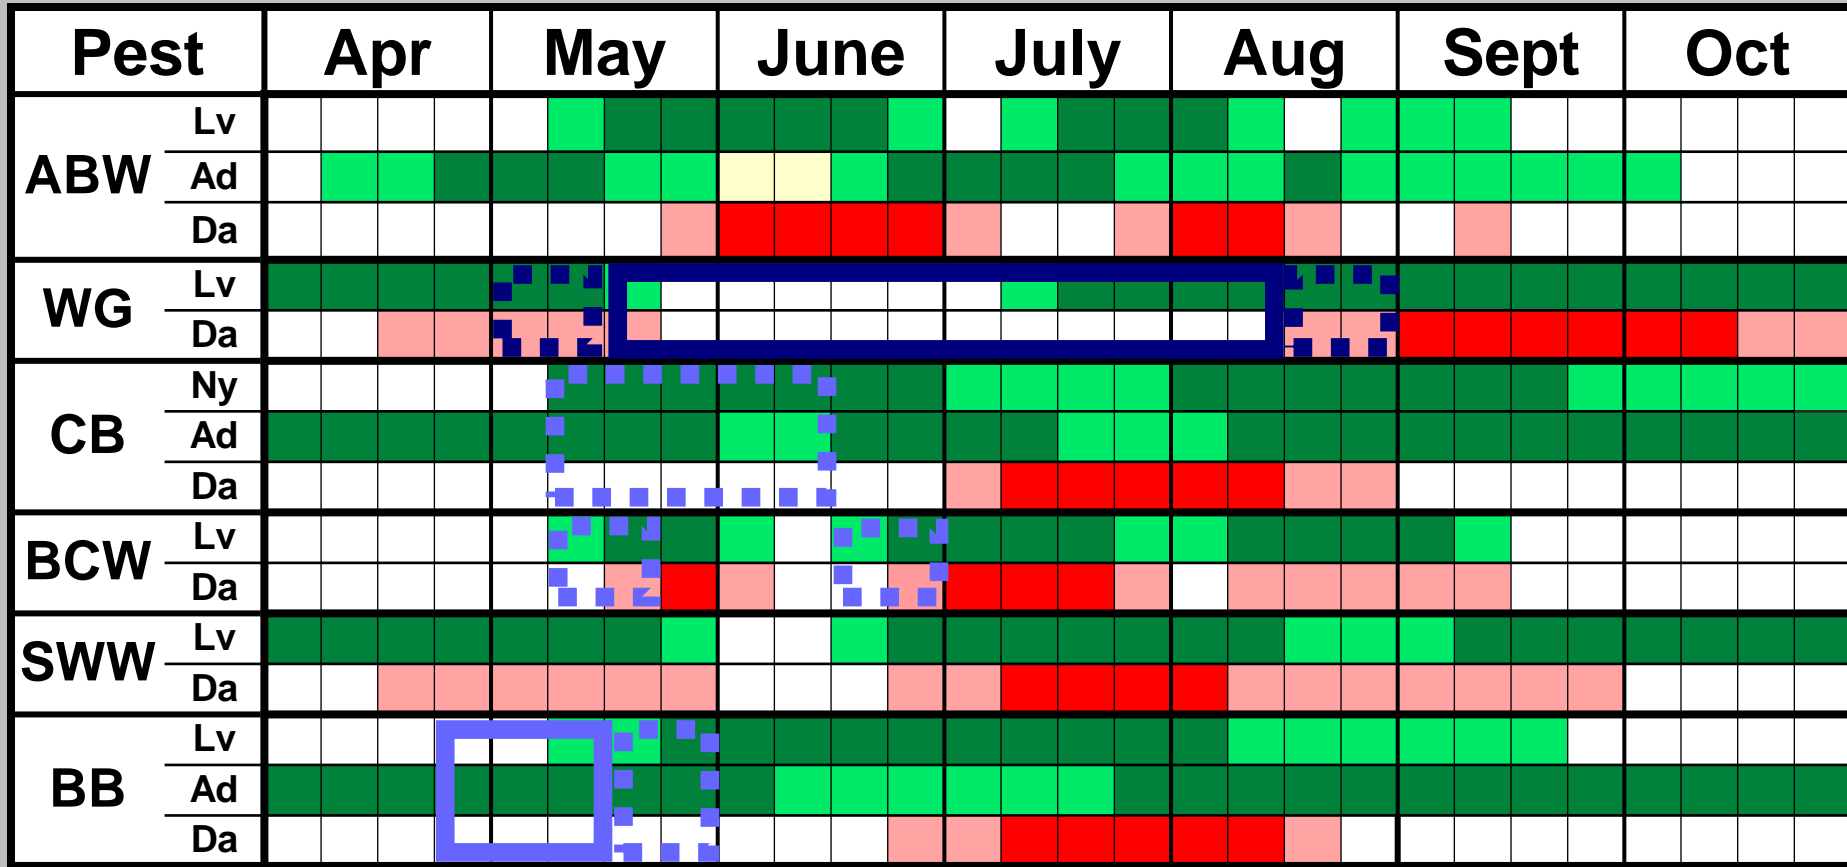 Pest Apr May June July Aug Sept Oct
ABW
Lv
Ad
Da
WG
Lv
Da
CB
Ny
Ad
Da
BCW
Lv
Da
SWW
Lv
Da
BB
Lv
Ad
Da